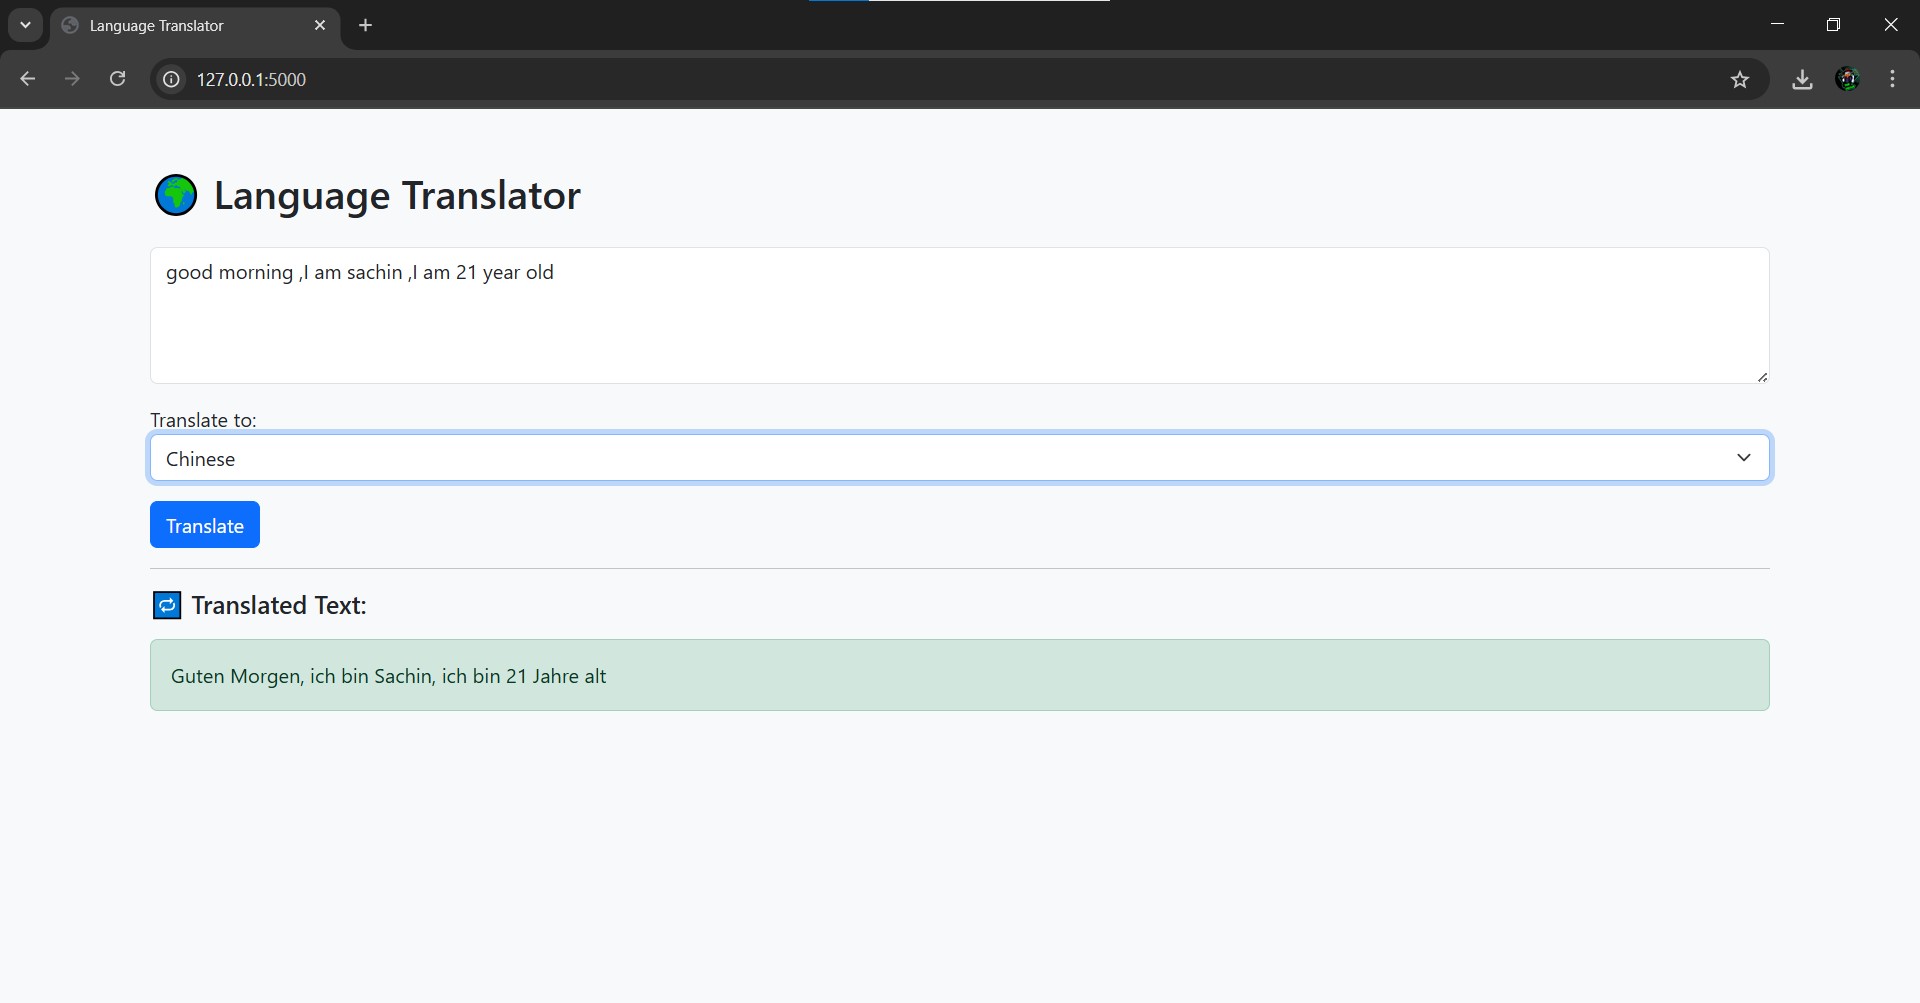 Language Translator
127.0.0.1:5000
Language Translator
good morning ,I am sachin ,I am 21 year old
Translate to:
Chinese
Translate
Translated Text:
Guten Morgen, ich bin Sachin, ich bin 21 Jahre alt